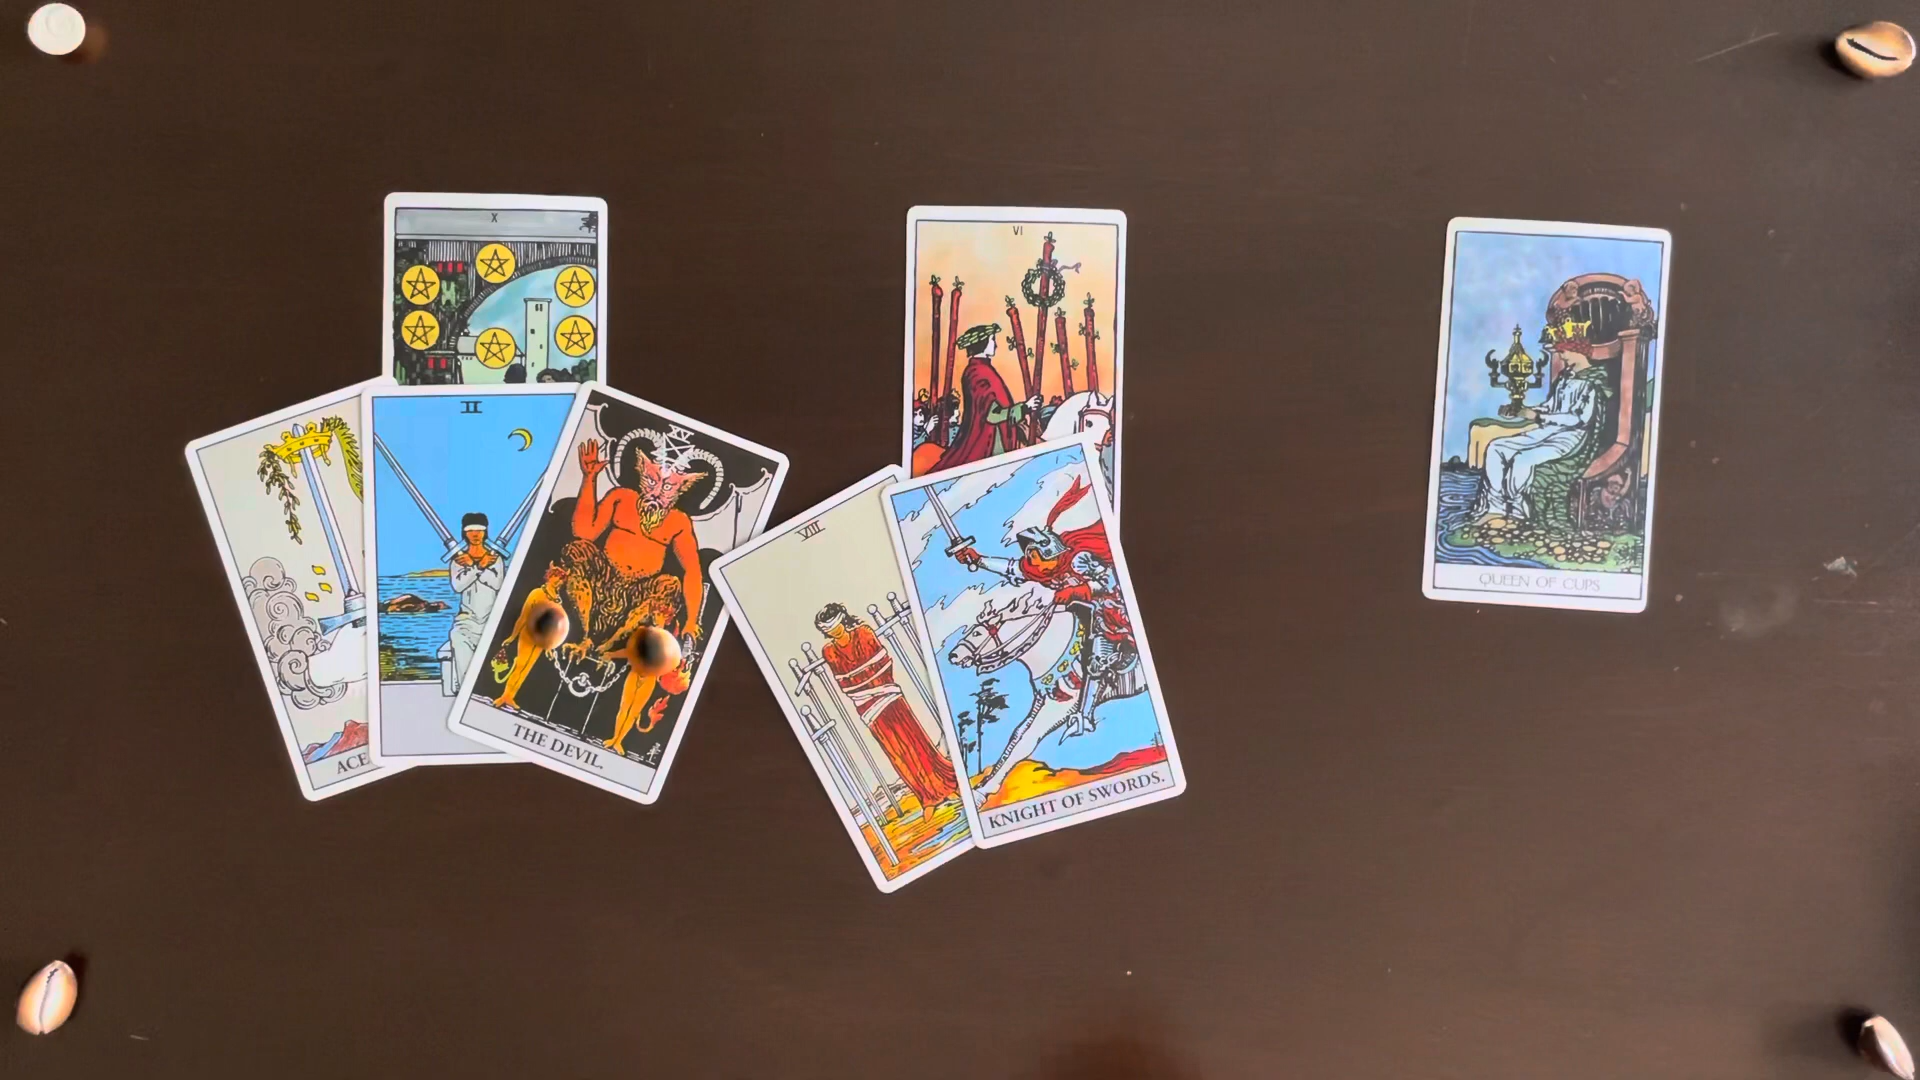 X
VI
QUEEN OF CUPS
II
XV
VIII
ACE
THE DEVIL.
KNIGHT OF SWORDS.